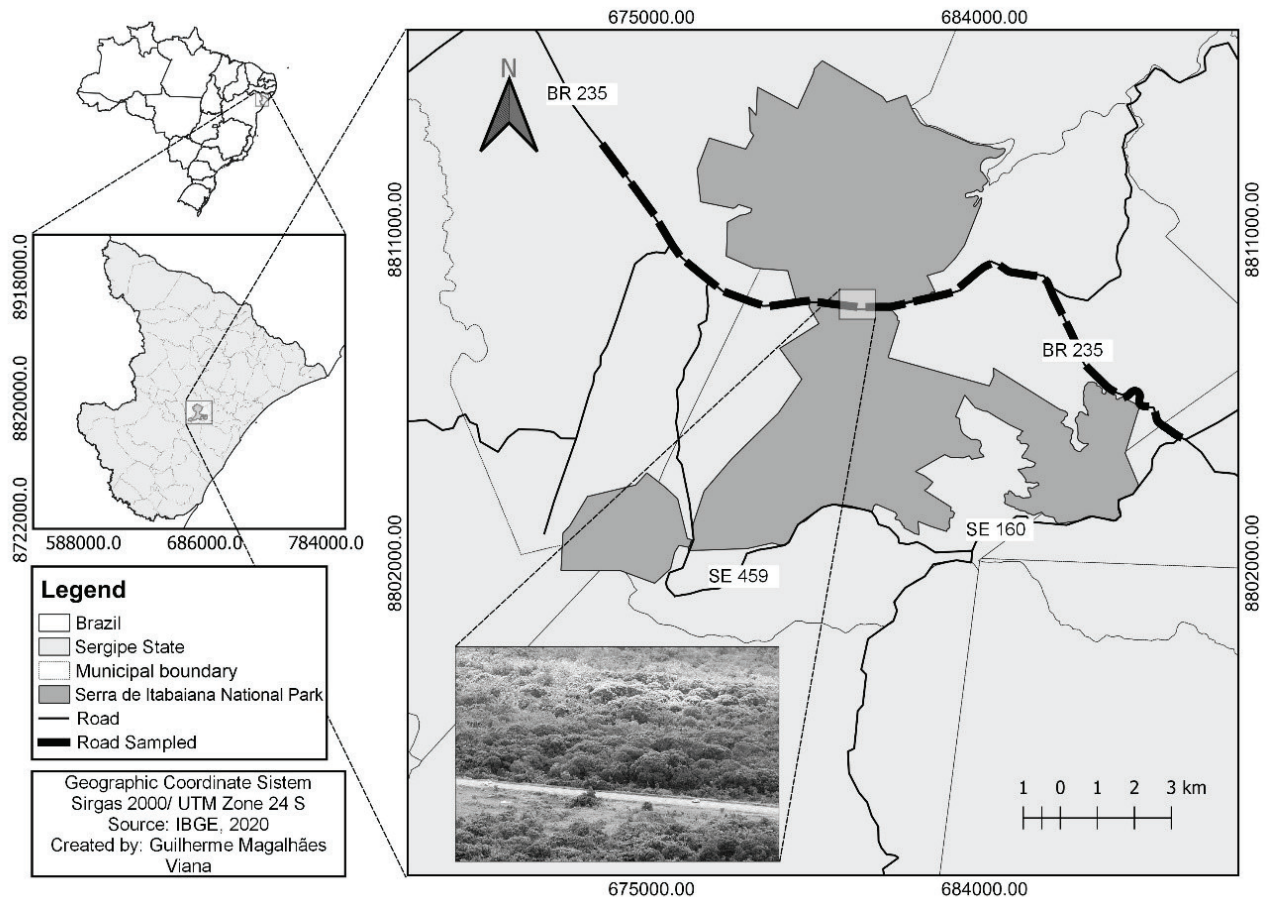 675000.00
684000.00
N
BR 235
8811000.00
8811000.00
8918000.0
8820000.0
8722000.0
588000.0
686000.0
784000.0
BR 235
SE 160
SE 459
8802000.00
8802000.00
Legend
Brazil
Sergipe State
Municipal boundary
Serra de Itabaiana National Park
Road
Road Sampled
Geographic Coordinate Sistem
Sirgas 2000/ UTM Zone 24 S
Source: IBGE, 2020
Created by: Guilherme Magalhães
Viana
1 0 1 2 3 km
675000.00
684000.00